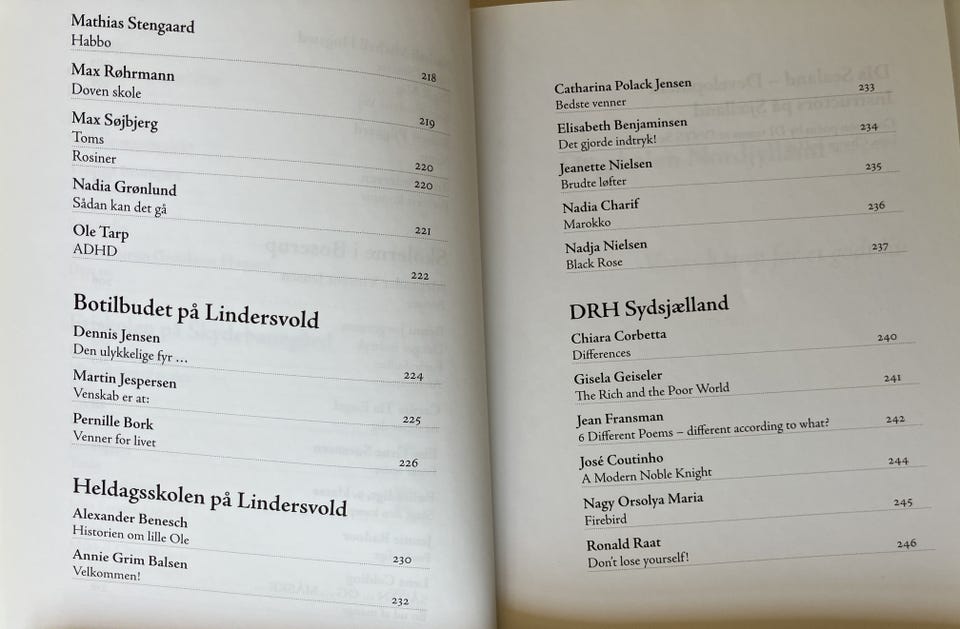 Mathias Stengaard
Habbo 218
Max Røhrmann
Doven skole 219
Max Søjbjerg
Toms 220
Rosiner 220
Nadia Grønlund
Sådan kan det gå 221
Ole Tarp
ADHD 222
Botilbudet på Lindersvold
Dennis Jensen
Den ulykkelige fyr … 224
Martin Jespersen
Venskab er at: 225
Pernille Bork
Venner for livet 226
Heldagsskolen på Lindersvold
Alexander Benesch
Historien om lille Ole 230
Annie Grim Balsen
Velkommen! 232
Catharina Polack Jensen
Bedste venner 233
Elisabeth Benjaminsen
Det gjorde indtryk! 234
Jeanette Nielsen
Brudte løfter 235
Nadia Charif
Marokko 236
Nadja Nielsen
Black Rose 237
DRH Sydsjælland
Chiara Corbetta
Differences 240
Gisela Geiseler
The Rich and the Poor World 241
Jean Fransman
6 Different Poems – different according to what? 242
José Coutinho
A Modern Noble Knight 244
Nagy Orsolya Maria
Firebird 245
Ronald Raat
Don't lose yourself! 246